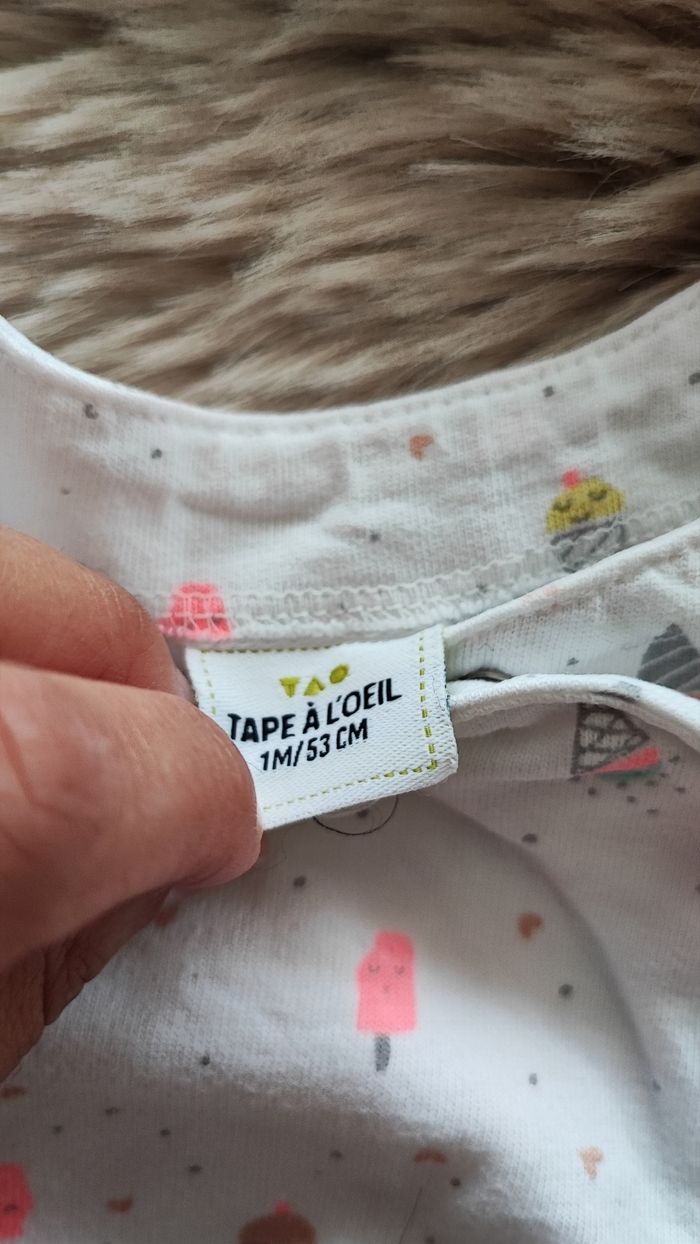 TAO
TAPE À L'OEIL
1M/53 CM